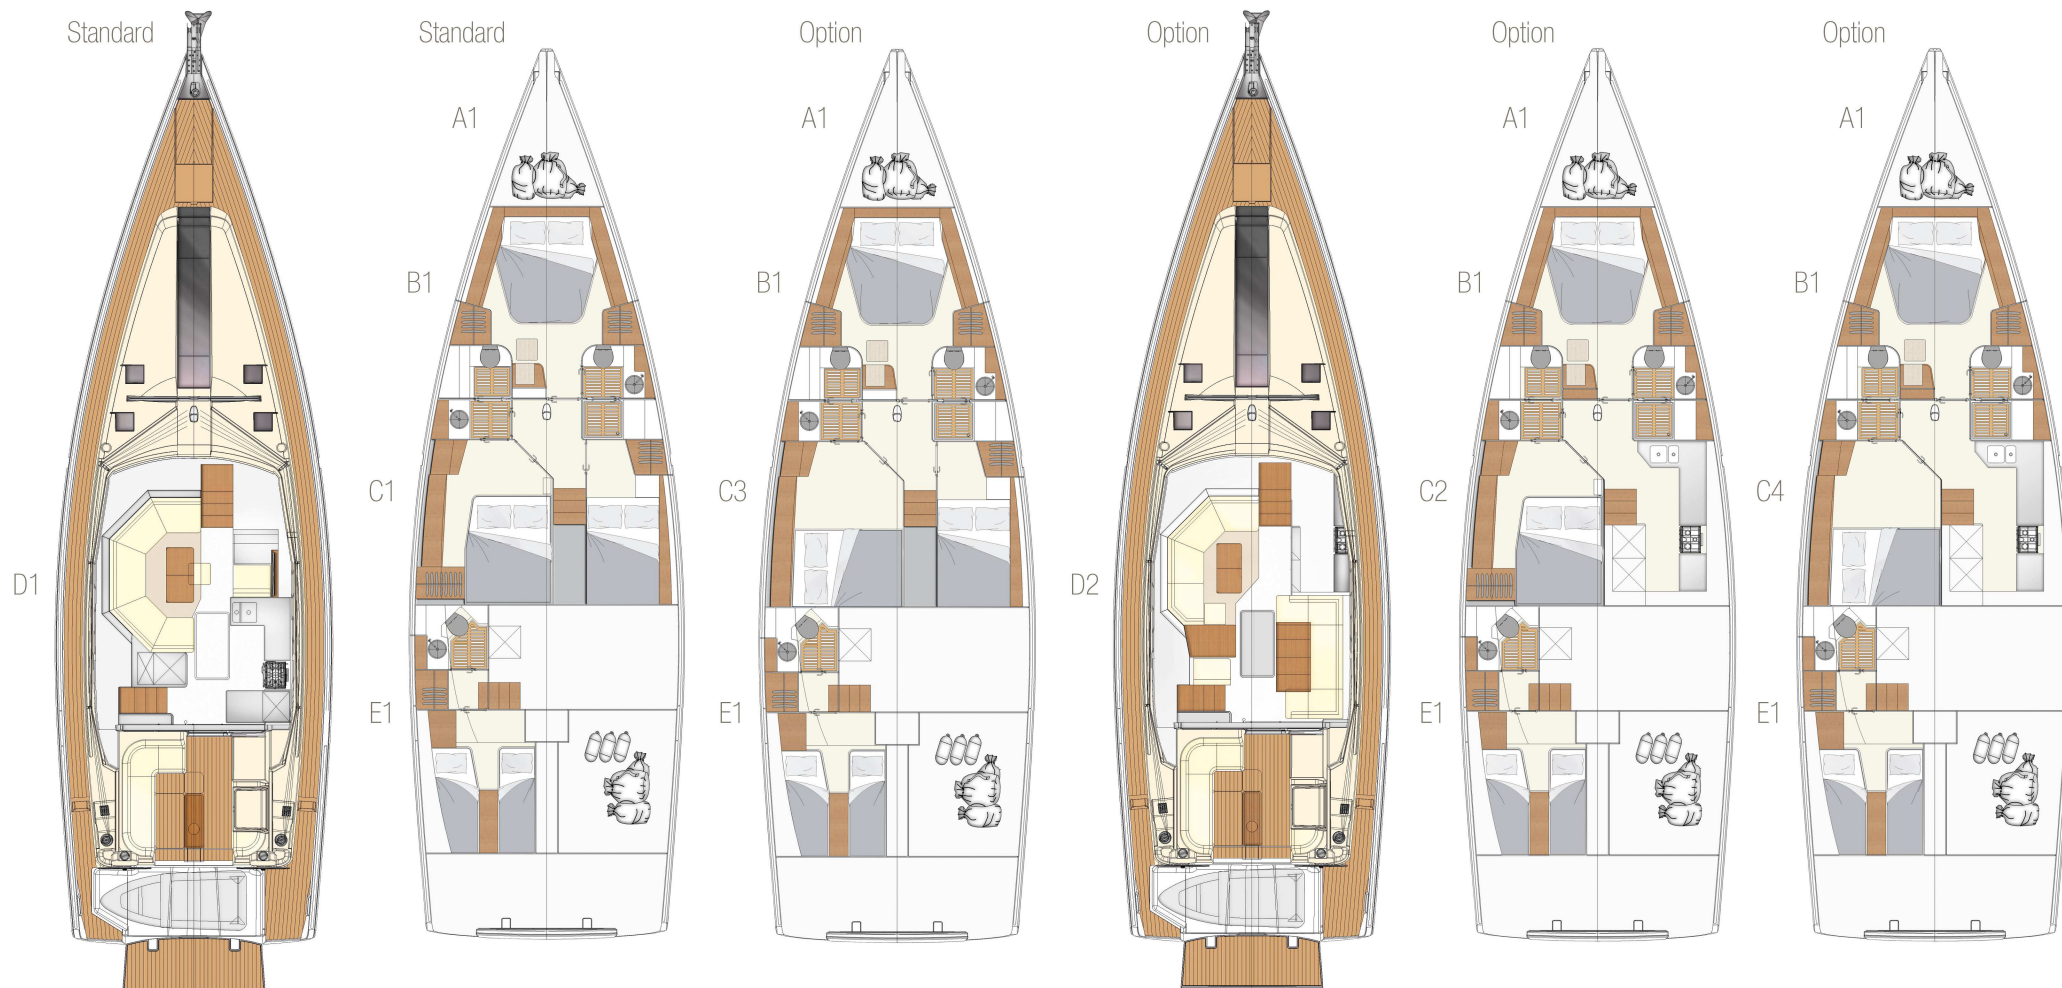 Standard
Standard
Option
Option
Option
Option
A1
A1
A1
A1
B1
B1
B1
B1
C1
C3
C2
C4
D1
D2
E1
E1
E1
E1